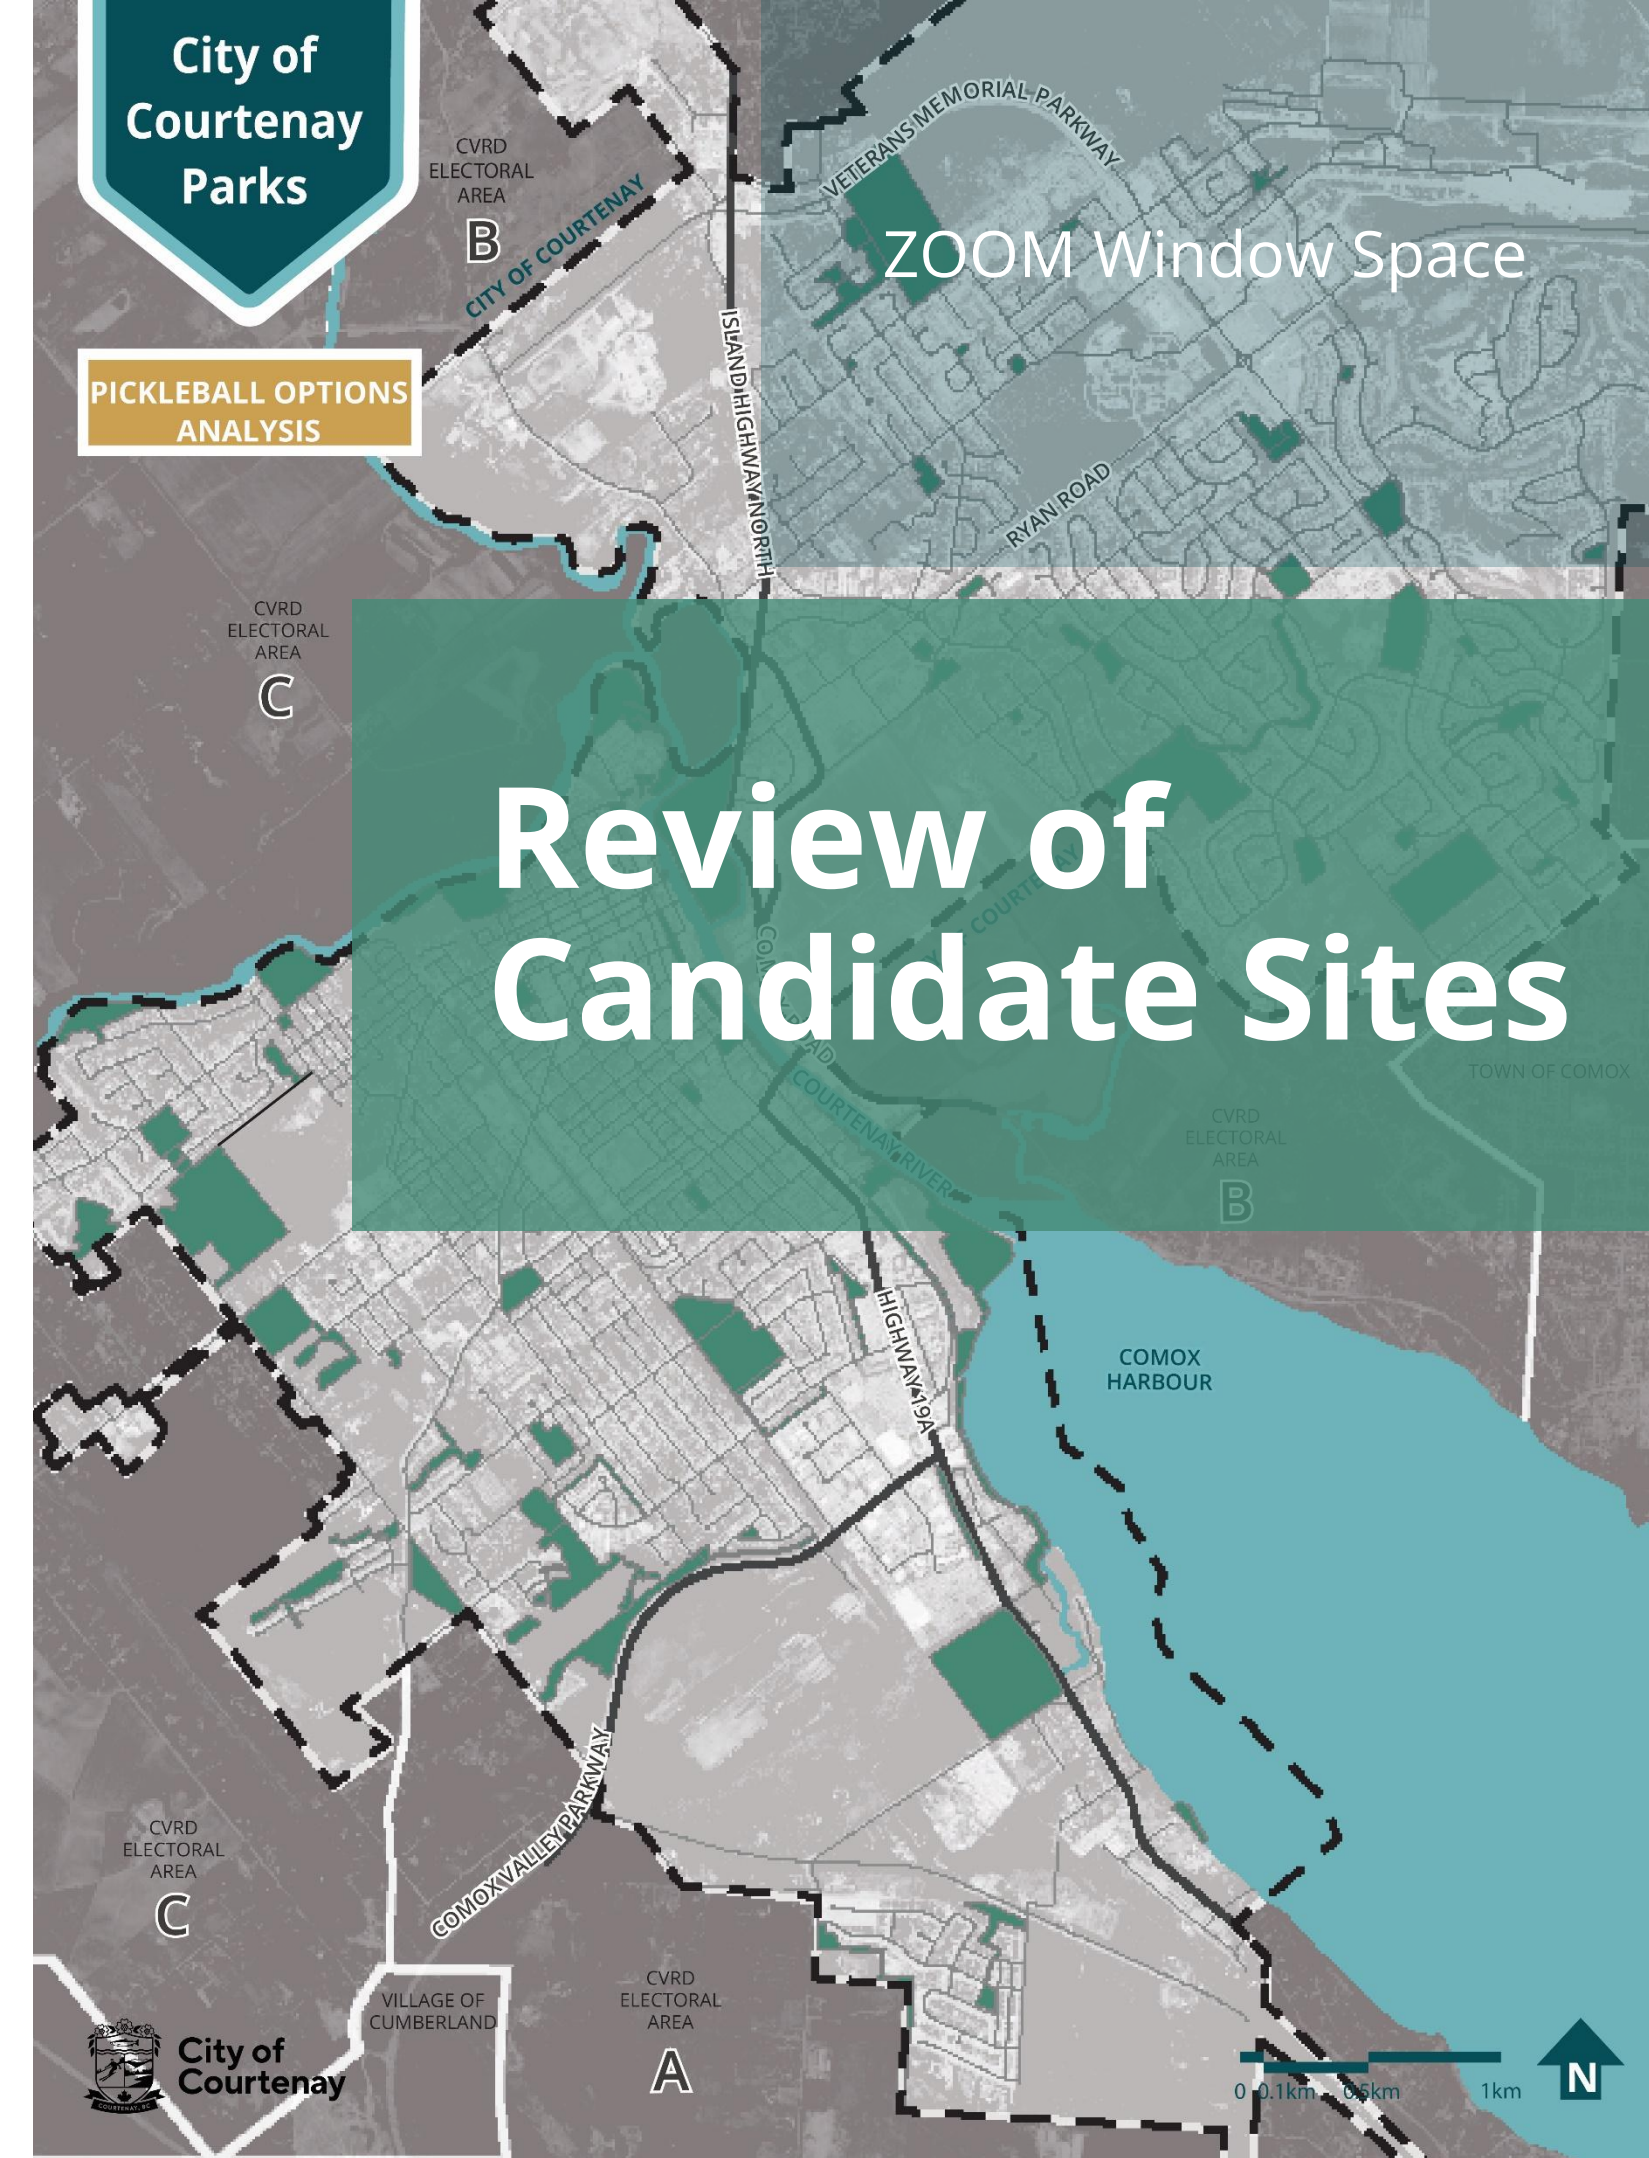 City of
Courtenay
Parks
PICKLEBALL OPTIONS
ANALYSIS
CVRD
ELECTORAL
AREA
B
CITY OF COURTENAY
ISLAND HIGHWAY NORTH
VETERANS MEMORIAL PARKWAY
ZOOM Window Space
RYAN ROAD
CVRD
ELECTORAL
AREA
C
Review of
Candidate Sites
COURTENAY RIVER
TOWN OF COMOX
CVRD
ELECTORAL
AREA
B
HIGHWAY 19A
COMOX
HARBOUR
COMOX VALLEY PARKWAY
CVRD
ELECTORAL
AREA
C
VILLAGE OF
CUMBERLAND
CVRD
ELECTORAL
AREA
A
City of
Courtenay
COURTENAY, BC
0 0.1km 0.5km 1km
N